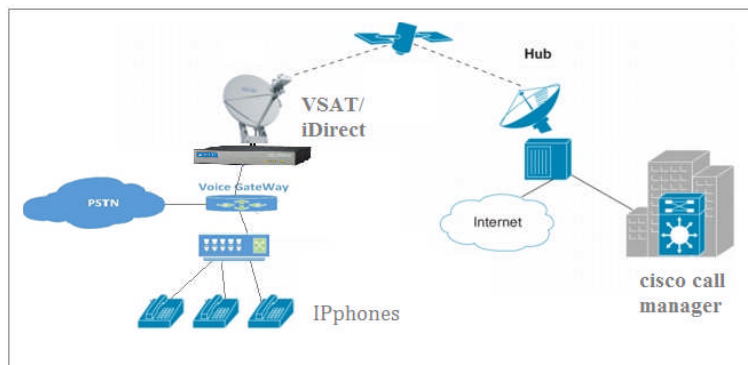 Hub
VSAT/
iDirect
Voice GateWay
PSTN
Internet
cisco call
manager
IPphones